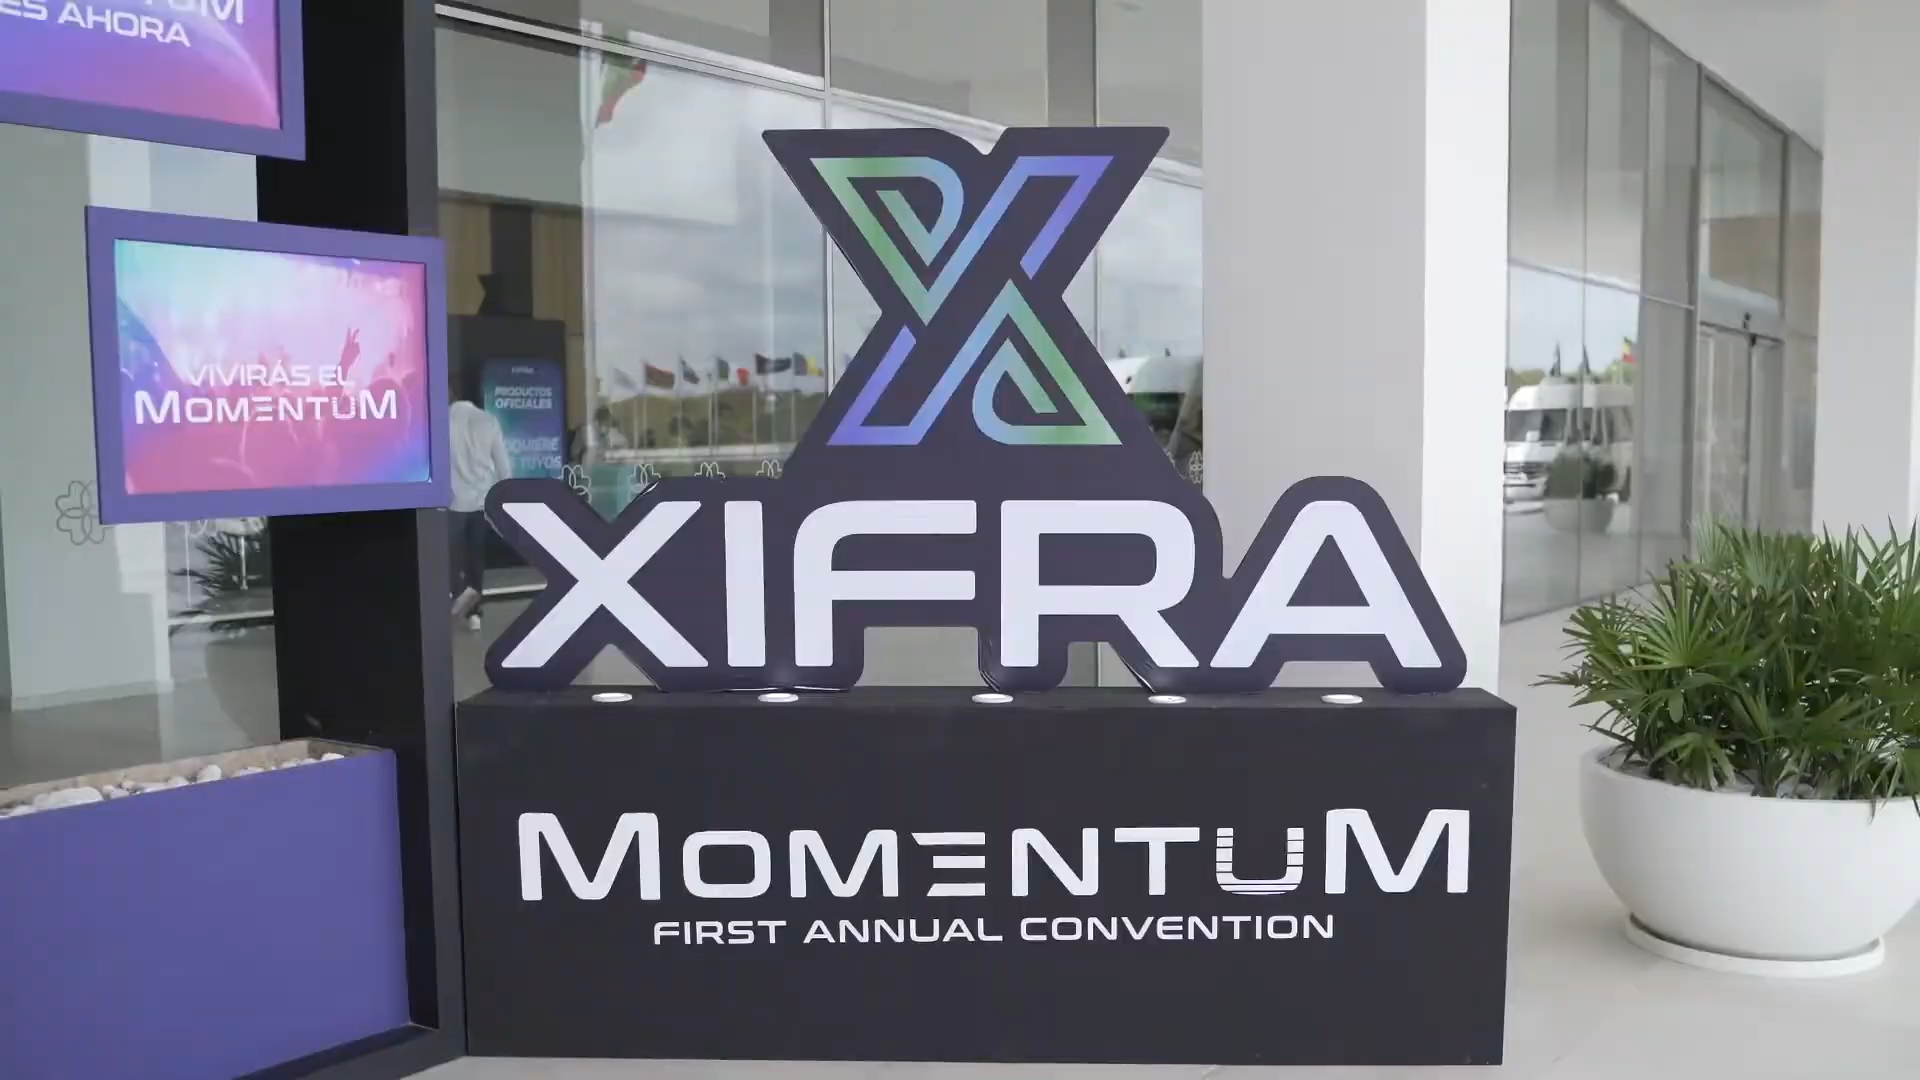 ES AHORA
VIVIRÁS EL
MOMENTUM
PRODUCTOS
OFICIALES
XIFRA
MOMENTUM
FIRST ANNUAL CONVENTION